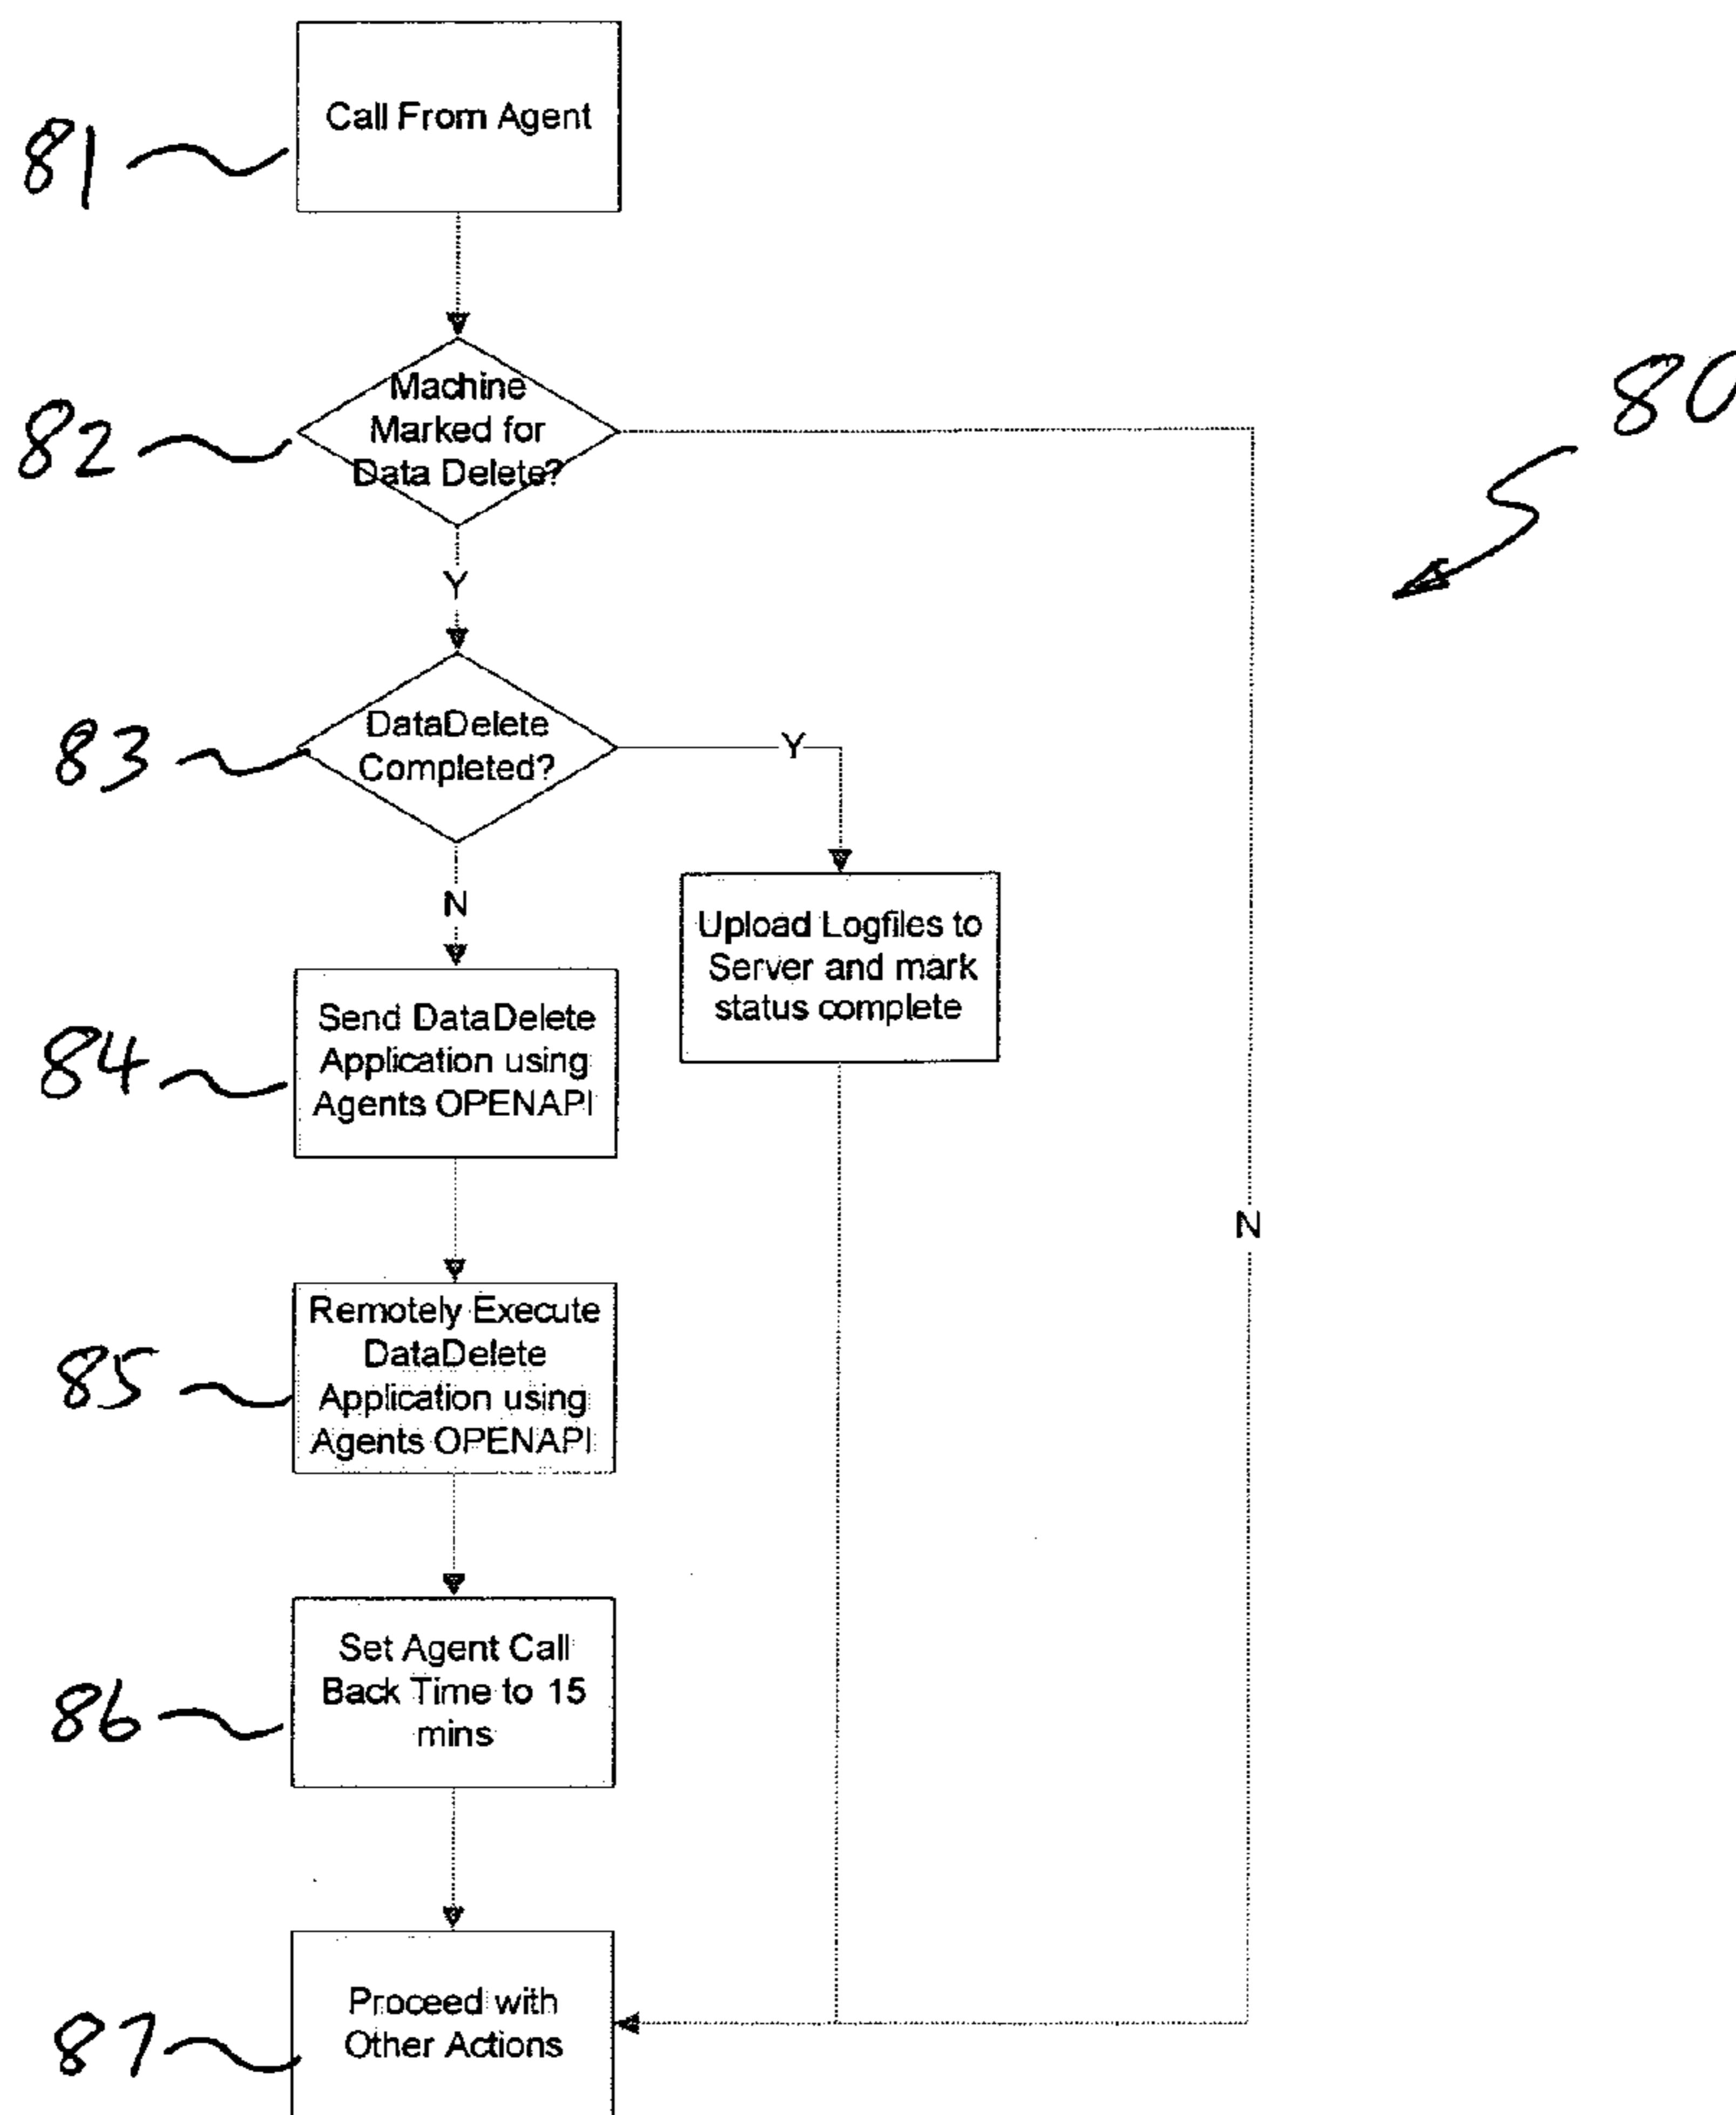 Call From Agent
81
Machine
Marked for
Data Delete?
82
80
Y
DataDelete
Completed?
83
Y
N
Upload Logfiles to
Server and mark
status complete
Send DataDelete
Application using
Agents OPENAPI
84
N
Remotely Execute
DataDelete
Application using
Agents OPENAPI
85
Set Agent Call
Back Time to 15
mins
86
Proceed with
Other Actions
87